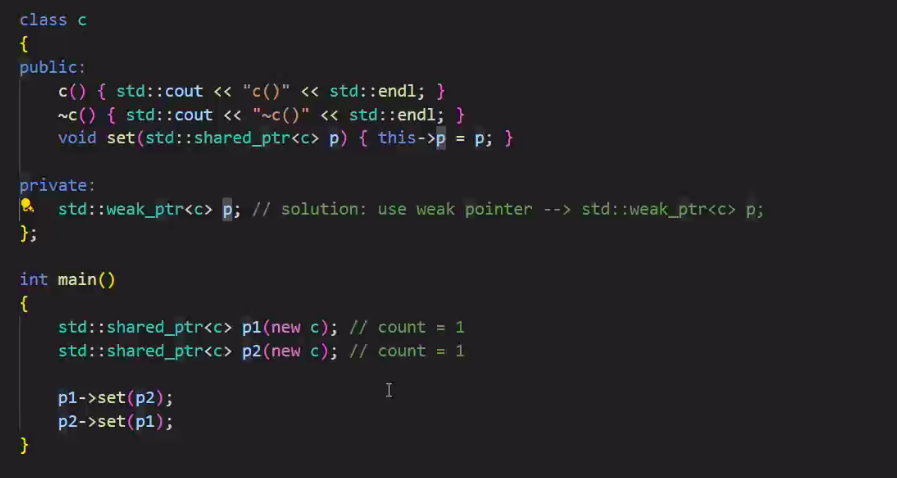 class c
{
public:
    c() { std::cout << "c()" << std::endl; }
    ~c() { std::cout << "~c()" << std::endl; }
    void set(std::shared_ptr<c> p) { this->p = p; }

private:
    std::weak_ptr<c> p; // solution: use weak pointer --> std::weak_ptr<c> p;
};

int main()
{
    std::shared_ptr<c> p1(new c); // count = 1
    std::shared_ptr<c> p2(new c); // count = 1

    p1->set(p2);
    p2->set(p1);
}